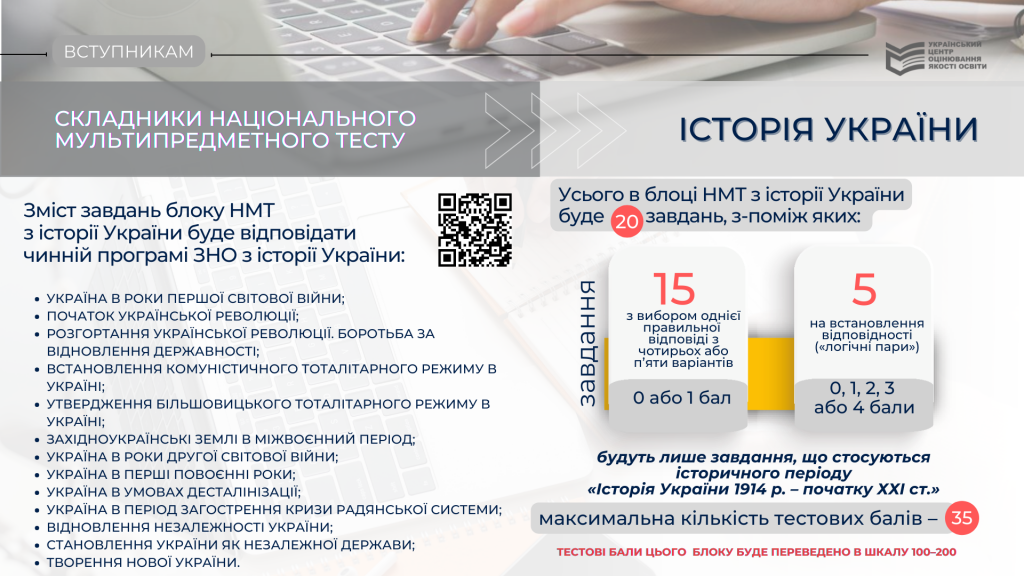 ВСТУПНИКАМ
УКРАЇНСЬКИЙ
ЦЕНТР
ОЦІНЮВАННЯ
ЯКОСТІ ОСВІТИ
СКЛАДНИКИ НАЦІОНАЛЬНОГО
МУЛЬТИПРЕДМЕТНОГО ТЕСТУ
ІСТОРІЯ УКРАЇНИ
Зміст завдань блоку НМТ
з історії України буде відповідати
чинній програмі ЗНО з історії України:
• УКРАЇНА В РОКИ ПЕРШОЇ СВІТОВОЇ ВІЙНИ;
• ПОЧАТОК УКРАЇНСЬКОЇ РЕВОЛЮЦІЇ;
• РОЗГОРТАННЯ УКРАЇНСЬКОЇ РЕВОЛЮЦІЇ. БОРОТЬБА ЗА
ВІДНОВЛЕННЯ ДЕРЖАВНОСТІ;
• ВСТАНОВЛЕННЯ КОМУНІСТИЧНОГО ТОТАЛІТАРНОГО РЕЖИМУ В
УКРАЇНІ;
• УТВЕРДЖЕННЯ БІЛЬШОВИЦЬКОГО ТОТАЛІТАРНОГО РЕЖИМУ В
УКРАЇНІ;
• ЗАХІДНОУКРАЇНСЬКІ ЗЕМЛІ В МІЖВОЄННИЙ ПЕРІОД;
• УКРАЇНА В РОКИ ДРУГОЇ СВІТОВОЇ ВІЙНИ;
• УКРАЇНА В ПЕРШІ ПОВОЄННІ РОКИ;
• УКРАЇНА В УМОВАХ ДЕСТАЛІНІЗАЦІЇ;
• УКРАЇНА В ПЕРІОД ЗАГОСТРЕННЯ КРИЗИ РАДЯНСЬКОЇ СИСТЕМИ;
• ВІДНОВЛЕННЯ НЕЗАЛЕЖНОСТІ УКРАЇНИ;
• СТАНОВЛЕННЯ УКРАЇНИ ЯК НЕЗАЛЕЖНОЇ ДЕРЖАВИ;
• ТВОРЕННЯ НОВОЇ УКРАЇНИ.
Усього в блоці НМТ з історії України
буде 20 завдань, з-поміж яких:
завдання
15
з вибором однієї
правильної
відповіді з
чотирьох або
п'яти варіантів
0 або 1 бал
5
на встановлення
відповідності
(«логічні пари»)
0, 1, 2, 3
або 4 бали
будуть лише завдання, що стосуються
історичного періоду
«Історія України 1914 р. – початку ХХІ ст.»
максимальна кількість тестових балів – 35
ТЕСТОВІ БАЛИ ЦЬОГО БЛОКУ БУДЕ ПЕРЕВЕДЕНО В ШКАЛУ 100–200